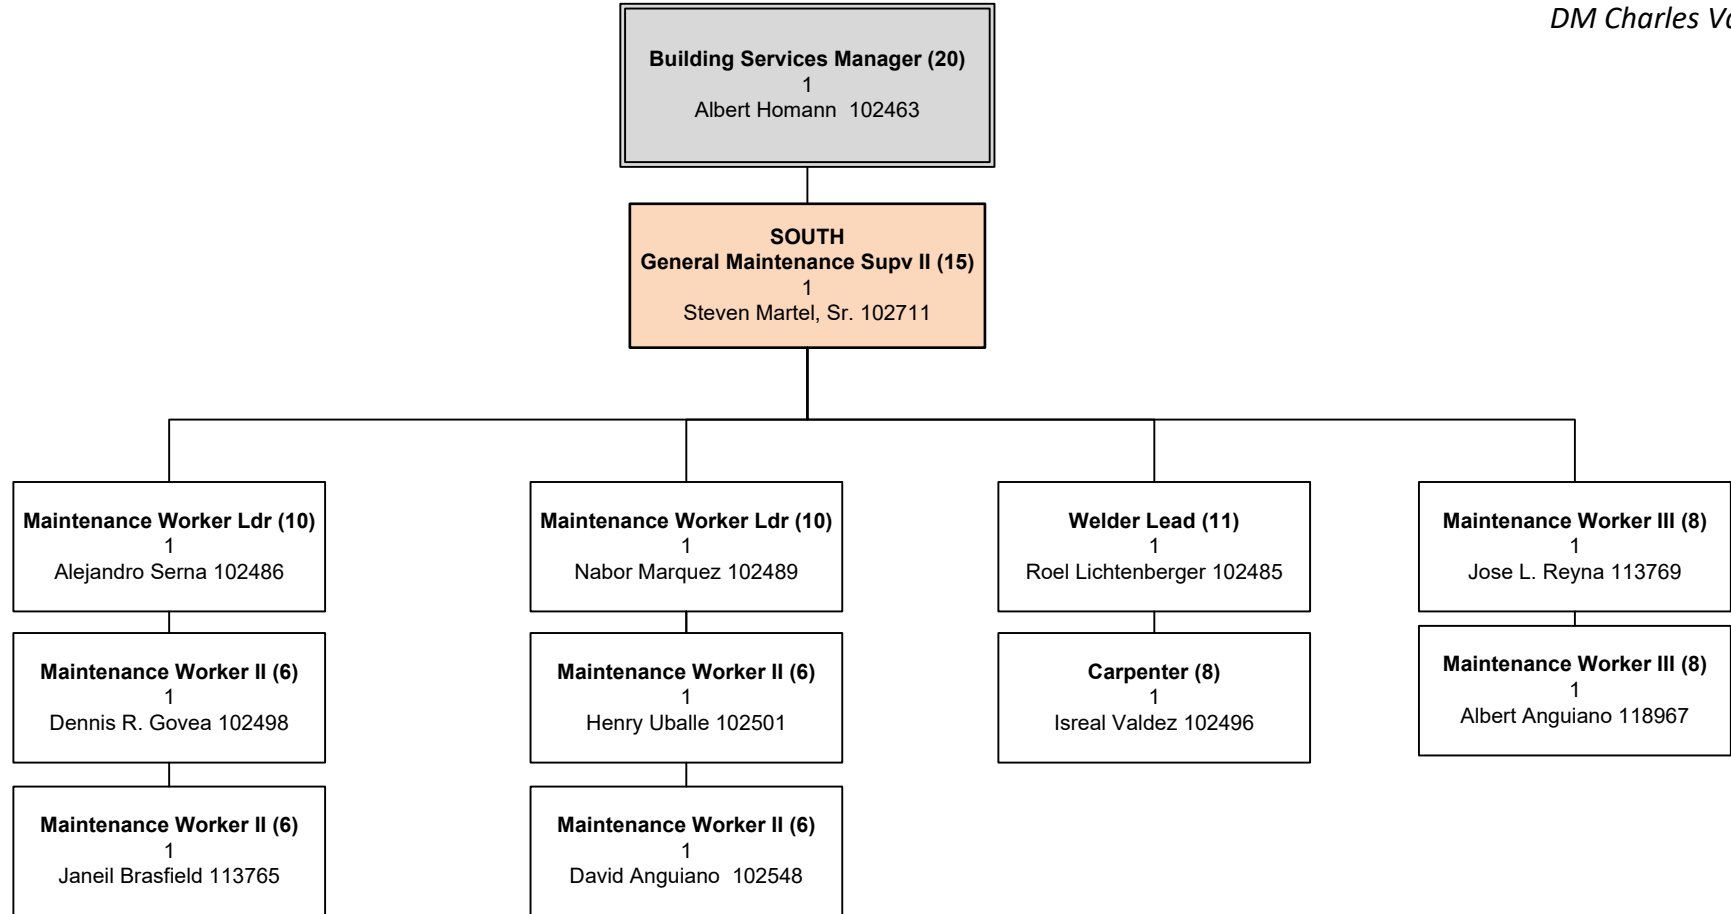 DM Charles
Building Services Manager (20)
1
Albert Homann  102463
SOUTH
General Maintenance Supv II (15)
1
Steven Martel, Sr. 102711
Maintenance Worker Ldr (10)
1
Alejandro Serna 102486
Maintenance Worker Ldr (10)
1
Nabor Marquez 102489
Welder Lead (11)
1
Roel Lichtenberger 102485
Maintenance Worker III (8)
1
Jose L. Reyna 113769
Maintenance Worker II (6)
1
Dennis R. Govea 102498
Maintenance Worker II (6)
1
Henry Uballe 102501
Carpenter (8)
1
Isreal Valdez 102496
Maintenance Worker III (8)
1
Albert Anguiano 118967
Maintenance Worker II (6)
1
Janeil Brasfield 113765
Maintenance Worker II (6)
1
David Anguiano  102548